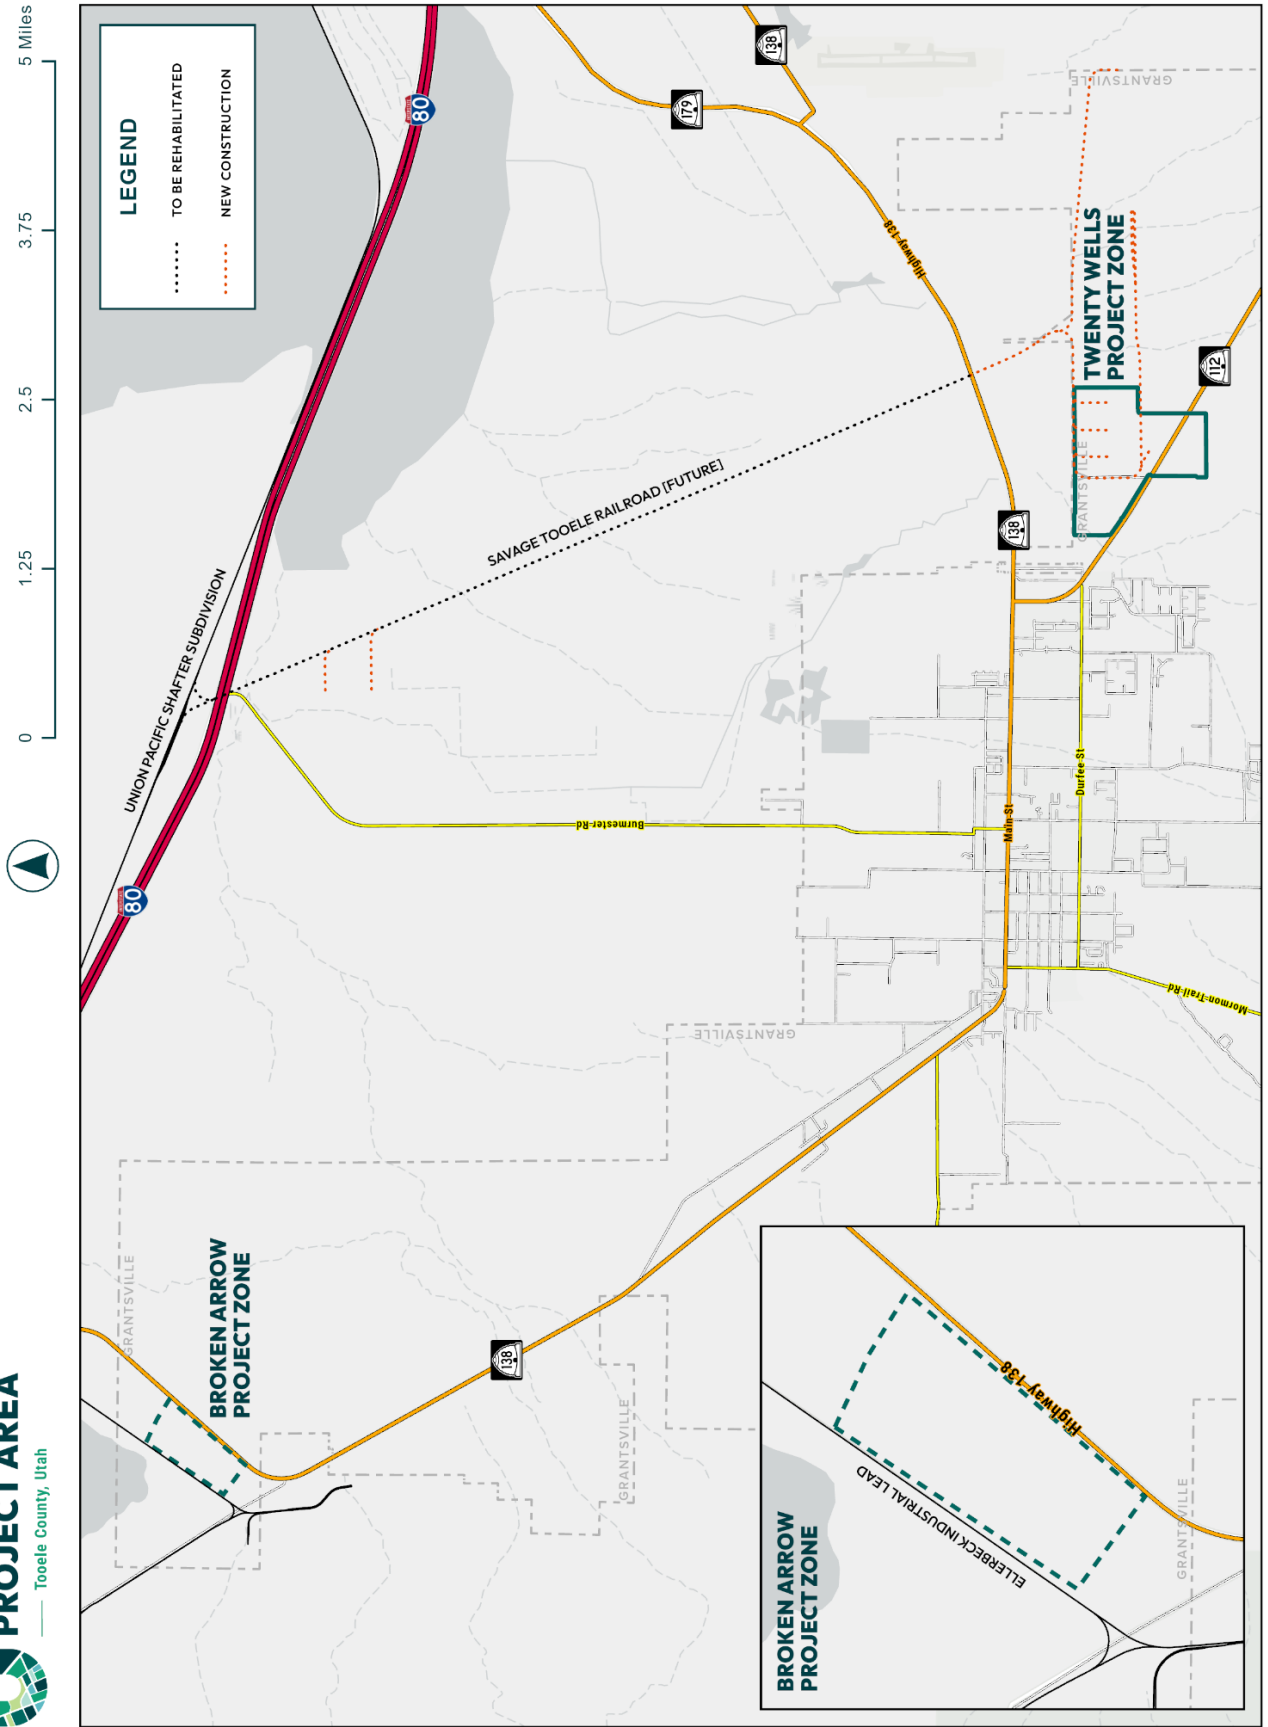 PROJECT AREA
Tooele County, Utah
0
1.25
2.5
3.75
5 Miles
LEGEND
TO BE REHABILITATED
NEW CONSTRUCTION
INTERSTATE
80
INTERSTATE
80
UNION PACIFIC SHAFTER SUBDIVISION
SAVAGE TOOELE RAILROAD [FUTURE]
138
179
Highway 138
138
138
112
Burmester Rd
Main St
Durfee St
Mormon Trail Rd
GRANTSVILLE
GRANTSVILLE
GRANTSVILLE
GRANTSVILLE
GRANTSVILLE
TWENTY WELLS
PROJECT ZONE
BROKEN ARROW
PROJECT ZONE
BROKEN ARROW
PROJECT ZONE
ELLERBECK INDUSTRIAL LEAD
Highway 138
GRANTSVILLE